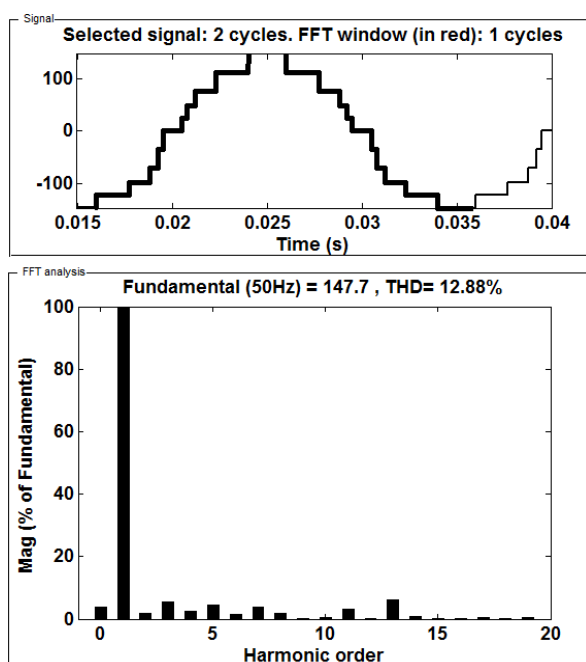 Signal
Selected signal: 2 cycles. FFT window (in red): 1 cycles
100
0
-100
0.015 0.02 0.025 0.03 0.035 0.04
Time (s)
FFT analysis
Fundamental (50Hz) = 147.7 , THD= 12.88%
100
80
60
40
20
0
Mag (% of Fundamental)
0 5 10 15 20
Harmonic order